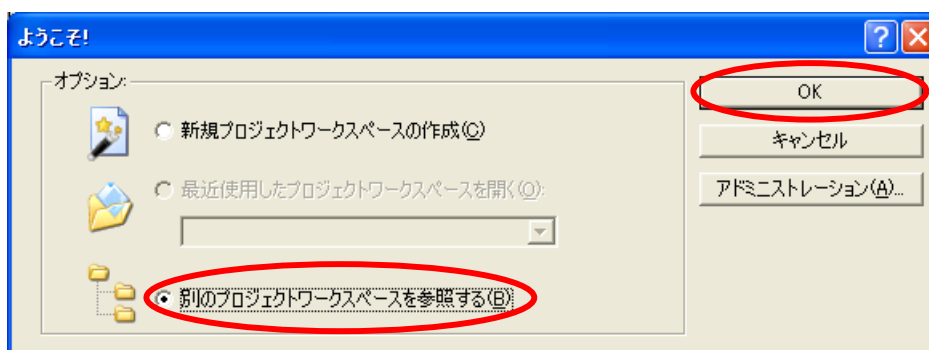 ようこそ!
オプション:
新規プロジェクトワークスペースの作成(C)
最近使用したプロジェクトワークスペースを開く(O):
別のプロジェクトワークスペースを参照する(B)
OK
キャンセル
アドミニストレーション(A)...